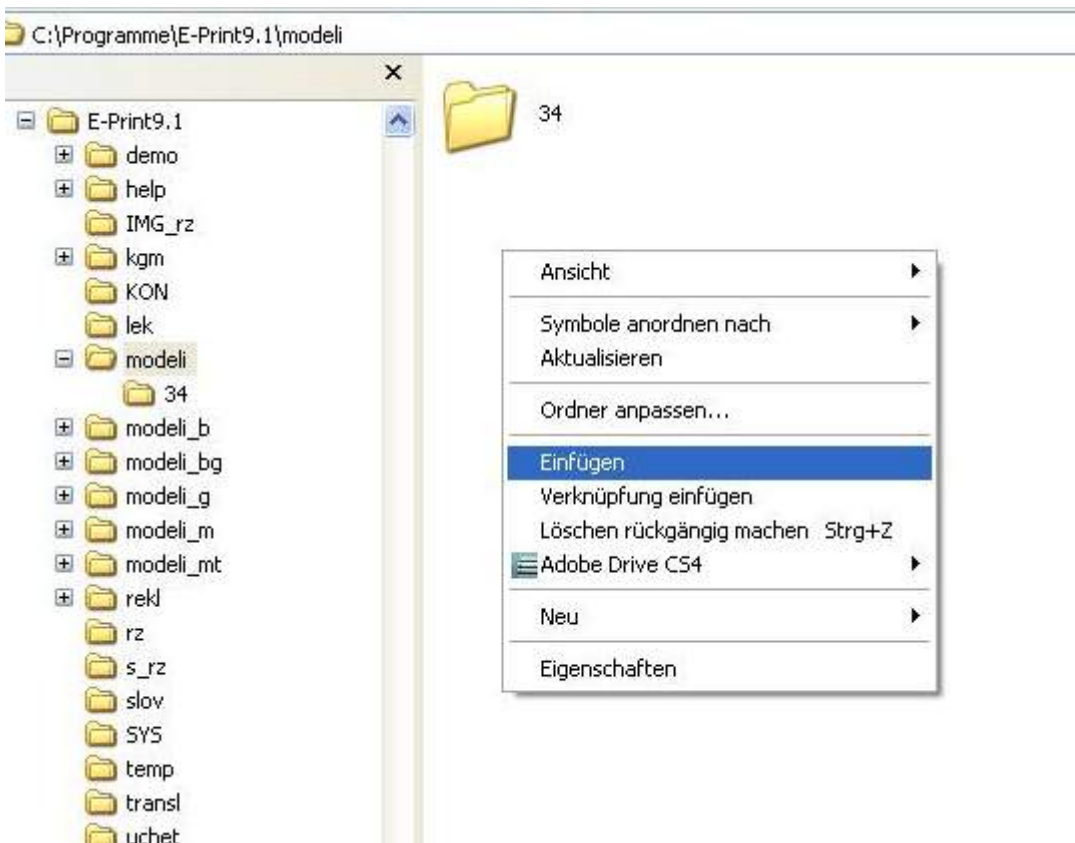 C:\Programme\E-Print9.1\modeli
E-Print9.1
demo
help
IMG_rz
kgm
KON
lek
modeli
34
modeli_b
modeli_bg
modeli_g
modeli_m
modeli_mt
rekl
rz
s_rz
slov
SYS
temp
transl
uchet
34
Ansicht
Symbole anordnen nach
Aktualisieren
Ordner anpassen...
Einfügen
Verknüpfung einfügen
Löschen rückgängig machen Strg+Z
Adobe Drive CS4
Neu
Eigenschaften